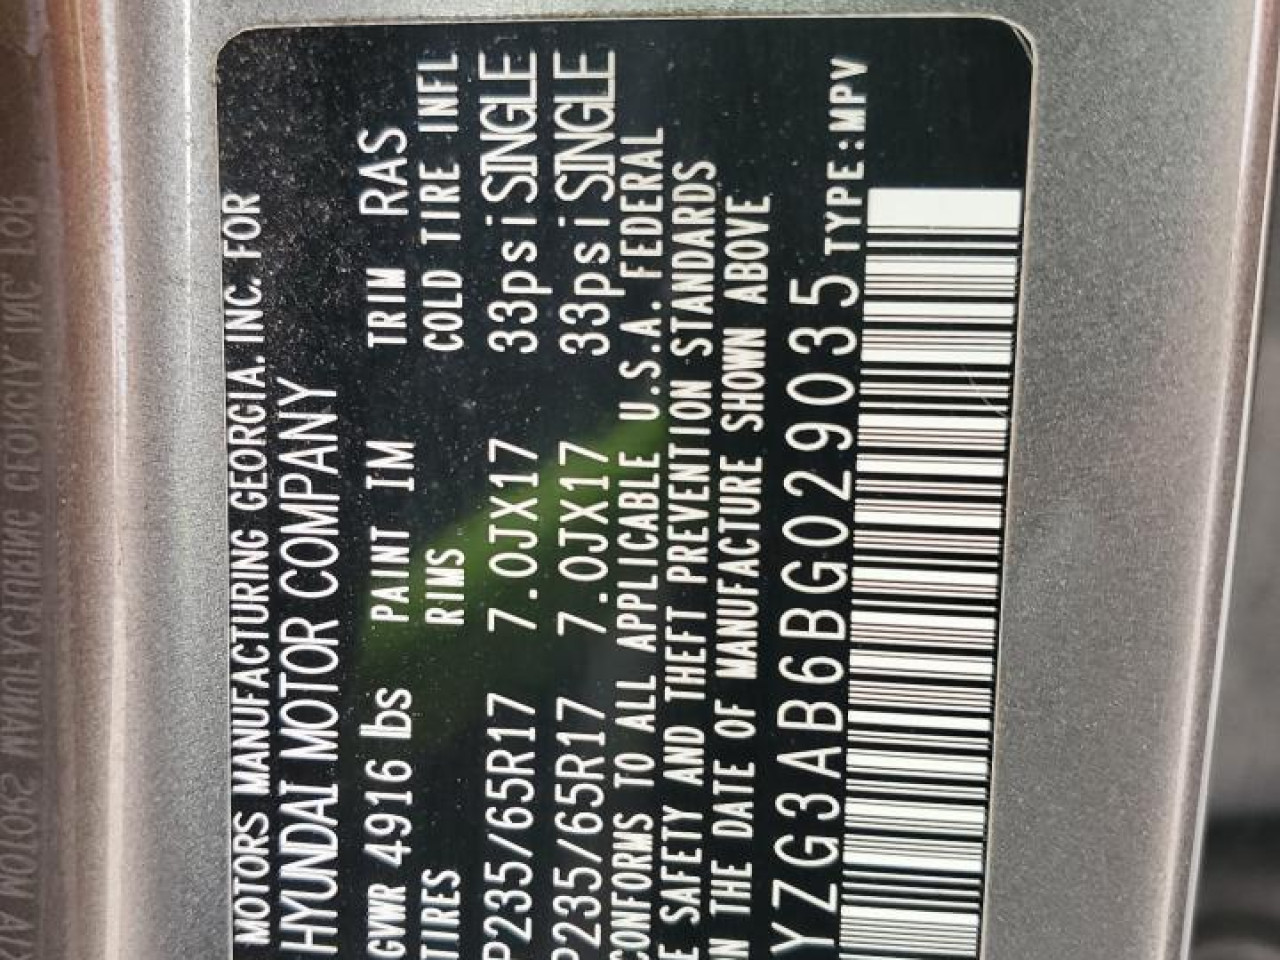 MOTORS MANUFACTURING GEORGIA. INC. FOR
HYUNDAI MOTOR COMPANY
GVWR 4916 lbs PAINT IM TRIM RAS
TIRES RIMS COLD TIRE INFL
P235/65R17 7.0JX17 33psi SINGLE
P235/65R17 7.0JX17 33psi SINGLE
CONFORMS TO ALL APPLICABLE U.S.A. FEDERAL
E SAFETY AND THEFT PREVENTION STANDARDS
ON THE DATE OF MANUFACTURE SHOWN ABOVE
YZG3AB6BG029035 TYPE:MPV